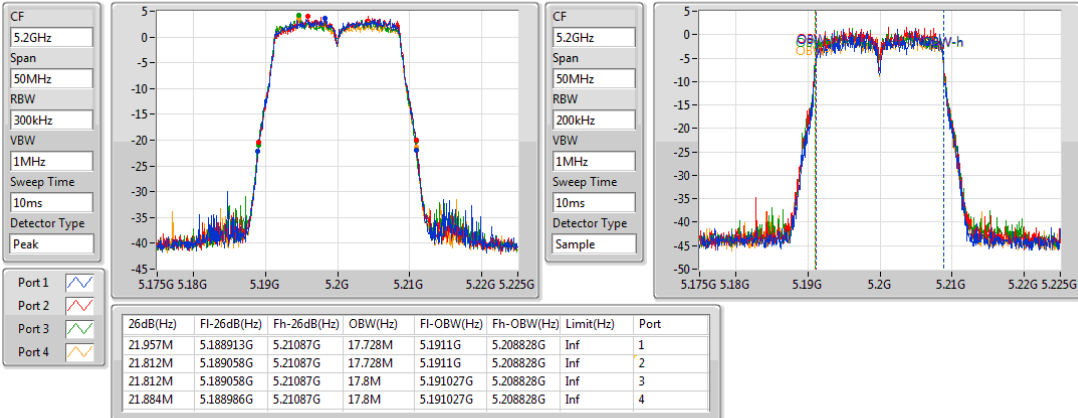 CF
5.2GHz
Span
50MHz
RBW
300kHz
VBW
1MHz
Sweep Time
10ms
Detector Type
Peak
Port 1
Port 2
Port 3
Port 4
5
0
-5
-10
-15
-20
-25
-30
-35
-40
-45
5.175G 5.18G 5.19G 5.2G 5.21G 5.22G 5.225G
CF
5.2GHz
Span
50MHz
RBW
200kHz
VBW
1MHz
Sweep Time
10ms
Detector Type
Sample
5
0
-5
-10
-15
-20
-25
-30
-35
-40
-45
-50
5.175G 5.18G 5.19G 5.2G 5.21G 5.22G 5.225G
26dB(Hz) Fl-26dB(Hz) Fh-26dB(Hz) OBW(Hz) Fl-OBW(Hz) Fh-OBW(Hz) Limit(Hz) Port
21.957M 5.188913G 5.21087G 17.728M 5.1911G 5.208828G Inf 1
21.812M 5.189058G 5.21087G 17.728M 5.1911G 5.208828G Inf 2
21.812M 5.189058G 5.21087G 17.8M 5.191027G 5.208828G Inf 3
21.884M 5.188986G 5.21087G 17.8M 5.191027G 5.208828G Inf 4